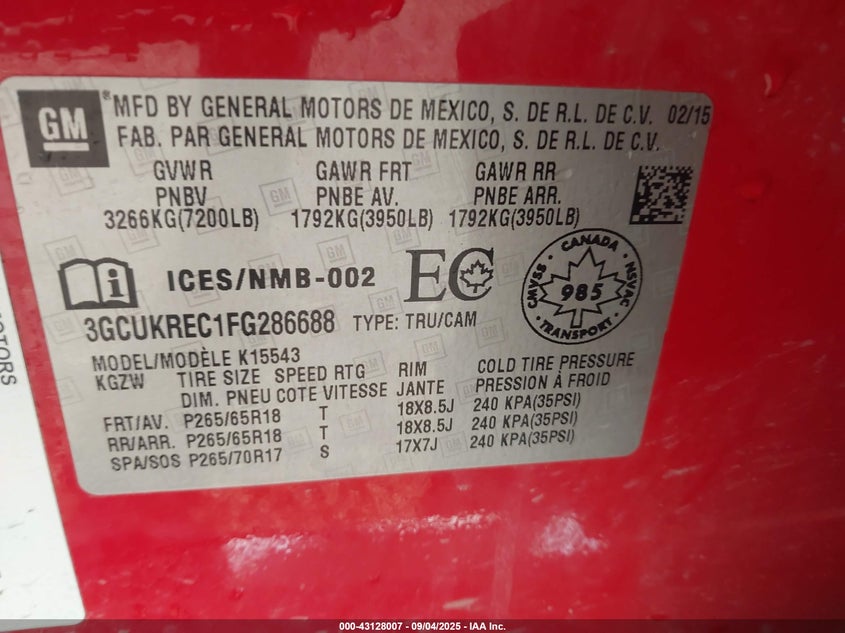 GM
® MFD BY GENERAL MOTORS DE MEXICO, S. DE R.L. DE C.V. 02/15
FAB. PAR GENERAL MOTORS DE MEXICO, S. DE R.L. DE C.V.
GVWR GAWR FRT GAWR RR
PNBV PNBE AV. PNBE ARR.
3266KG(7200LB) 1792KG(3950LB) 1792KG(3950LB)
i ICES/NMB-002 EC
CANADA
CMVSS 985 NSVAC
TRANSPORT
3GCUKREC1FG286688 TYPE: TRU/CAM
MODEL/MODÈLE K15543
KGZW TIRE SIZE SPEED RTG RIM COLD TIRE PRESSURE
DIM. PNEU COTE VITESSE JANTE PRESSION À FROID
FRT/AV. P265/65R18 T 18X8.5J 240 KPA(35PSI)
RR/ARR. P265/65R18 T 18X8.5J 240 KPA(35PSI)
SPA/SOS P265/70R17 S 17X7J 240 KPA(35PSI)
MOTORS
000-43128007 - 09/04/2025 - IAA Inc.